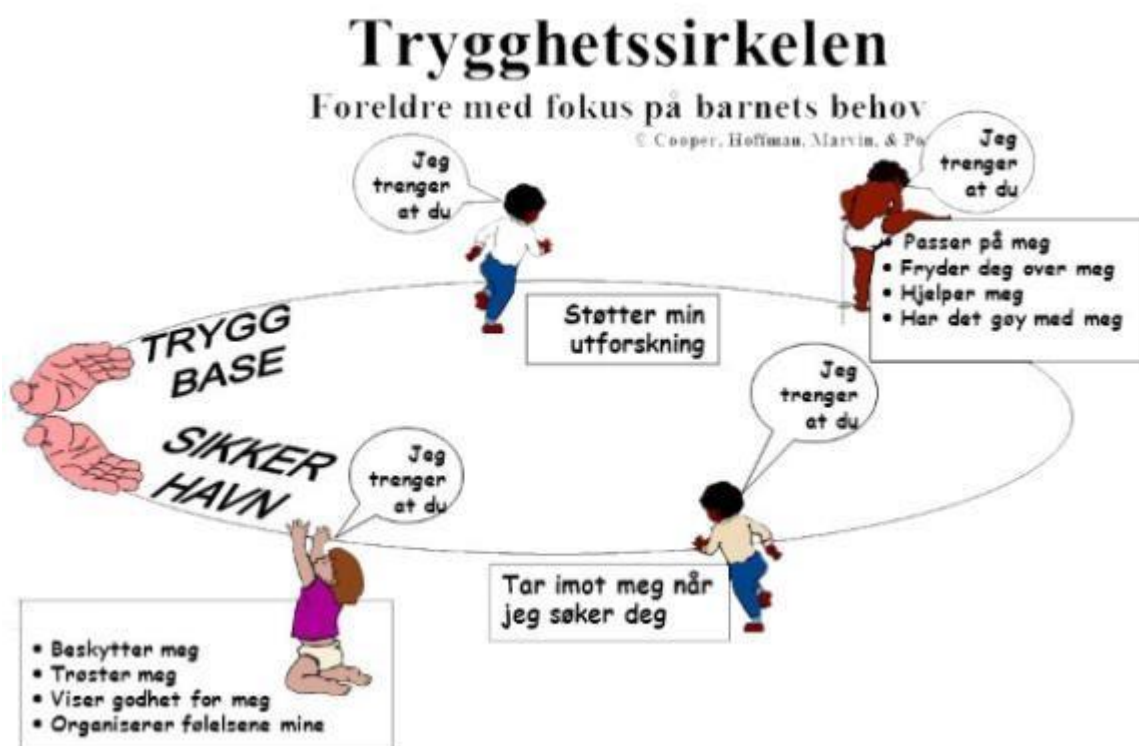 Trygghetssirkelen
Foreldre med fokus på barnets behov
© Cooper, Hoffman, Marvin, & Po
Jeg
trenger
at du
Jeg
trenger
at du
• Passer på meg
• Fryder deg over meg
• Hjelper meg
• Har det gøy med meg
Støtter min
utforskning
TRYGG
BASE
Jeg
trenger
at du
SIKKER
HAVN
Jeg
trenger
at du
Tar imot meg når
jeg søker deg
• Beskytter meg
• Trøster meg
• Viser godhet for meg
• Organiserer følelsene mine